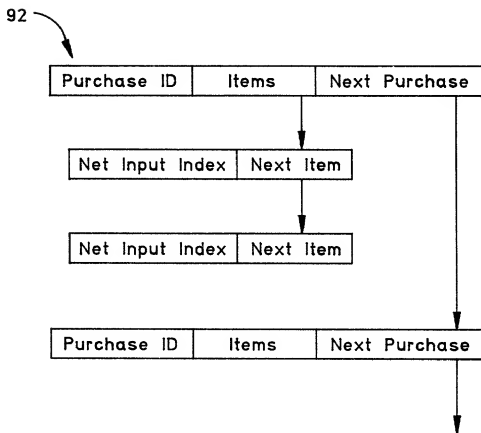 92
Purchase ID Items Next Purchase
Net Input Index Next Item
Net Input Index Next Item
Purchase ID Items Next Purchase